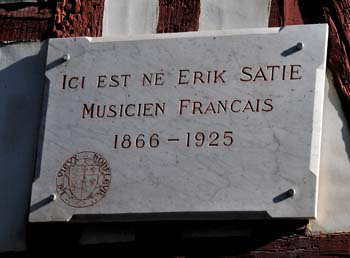 ICI EST NÉ ERIK SATIE
MUSICIEN FRANCAIS
1866-1925